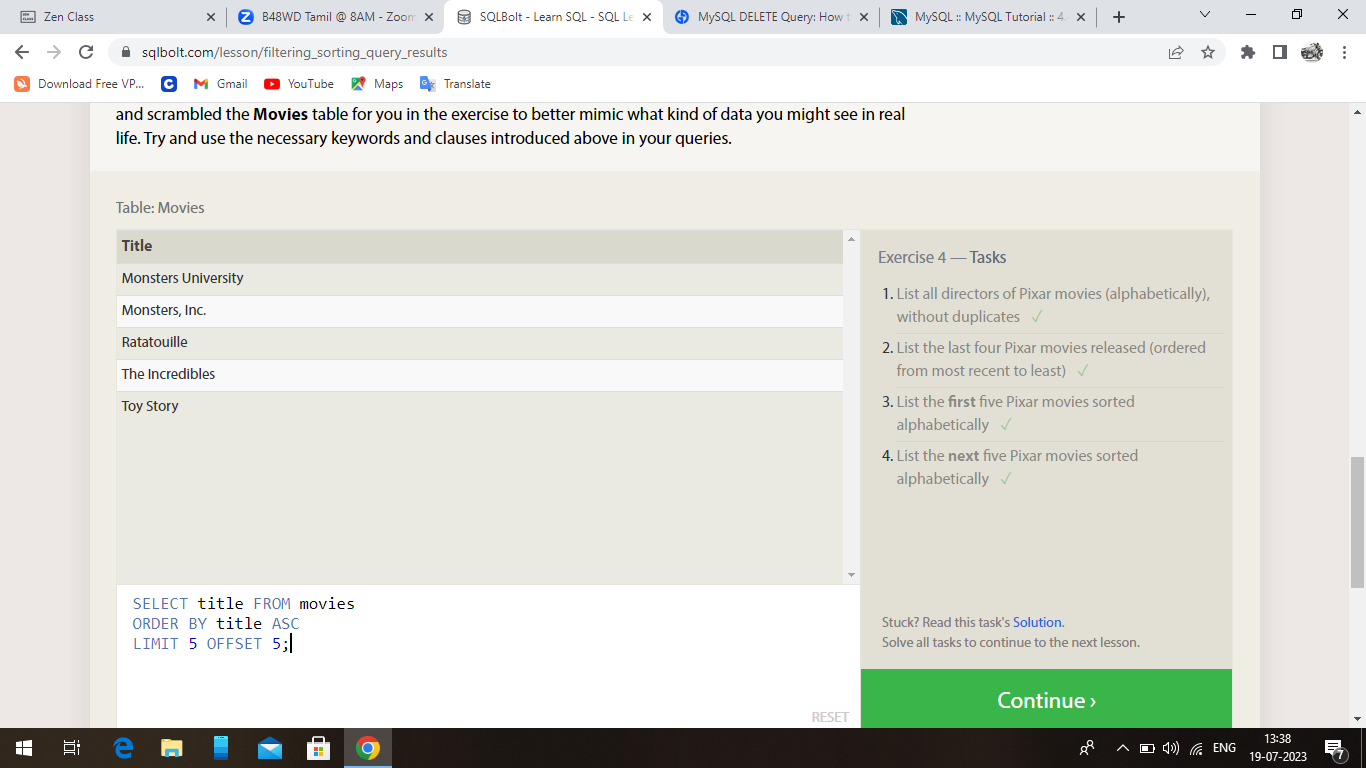 Zen Class
B48WD Tamil @ 8AM - Zoom
SQLBolt - Learn SQL - SQL Le
MySQL DELETE Query: How t
MySQL :: MySQL Tutorial :: 4.
sqlbolt.com/lesson/filtering_sorting_query_results
Download Free VP...
Gmail
YouTube
Maps
Translate
and scrambled the Movies table for you in the exercise to better mimic what kind of data you might see in real
life. Try and use the necessary keywords and clauses introduced above in your queries.
Table: Movies
Title
Monsters University
Monsters, Inc.
Ratatouille
The Incredibles
Toy Story
SELECT title FROM movies
ORDER BY title ASC
LIMIT 5 OFFSET 5;
RESET
Exercise 4 — Tasks
1. List all directors of Pixar movies (alphabetically),
without duplicates ✓
2. List the last four Pixar movies released (ordered
from most recent to least) ✓
3. List the first five Pixar movies sorted
alphabetically ✓
4. List the next five Pixar movies sorted
alphabetically ✓
Stuck? Read this task's Solution.
Solve all tasks to continue to the next lesson.
Continue ›
ENG
13:38
19-07-2023
7